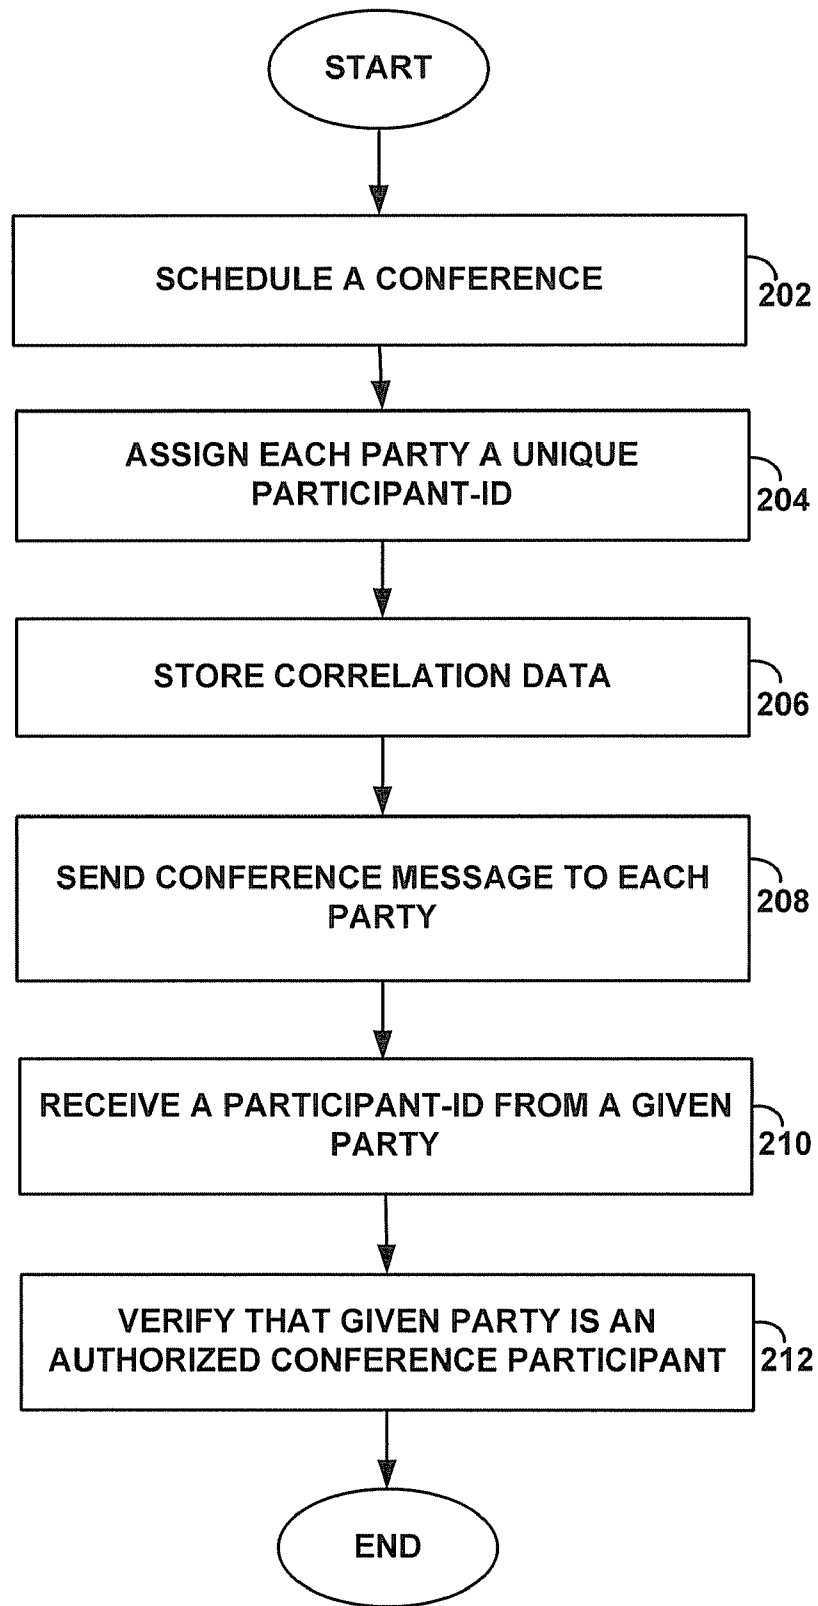 START
SCHEDULE A CONFERENCE
202
ASSIGN EACH PARTY A UNIQUE
PARTICIPANT-ID
204
STORE CORRELATION DATA
206
SEND CONFERENCE MESSAGE TO EACH
PARTY
208
RECEIVE A PARTICIPANT-ID FROM A GIVEN
PARTY
210
VERIFY THAT GIVEN PARTY IS AN
AUTHORIZED CONFERENCE PARTICIPANT
212
END